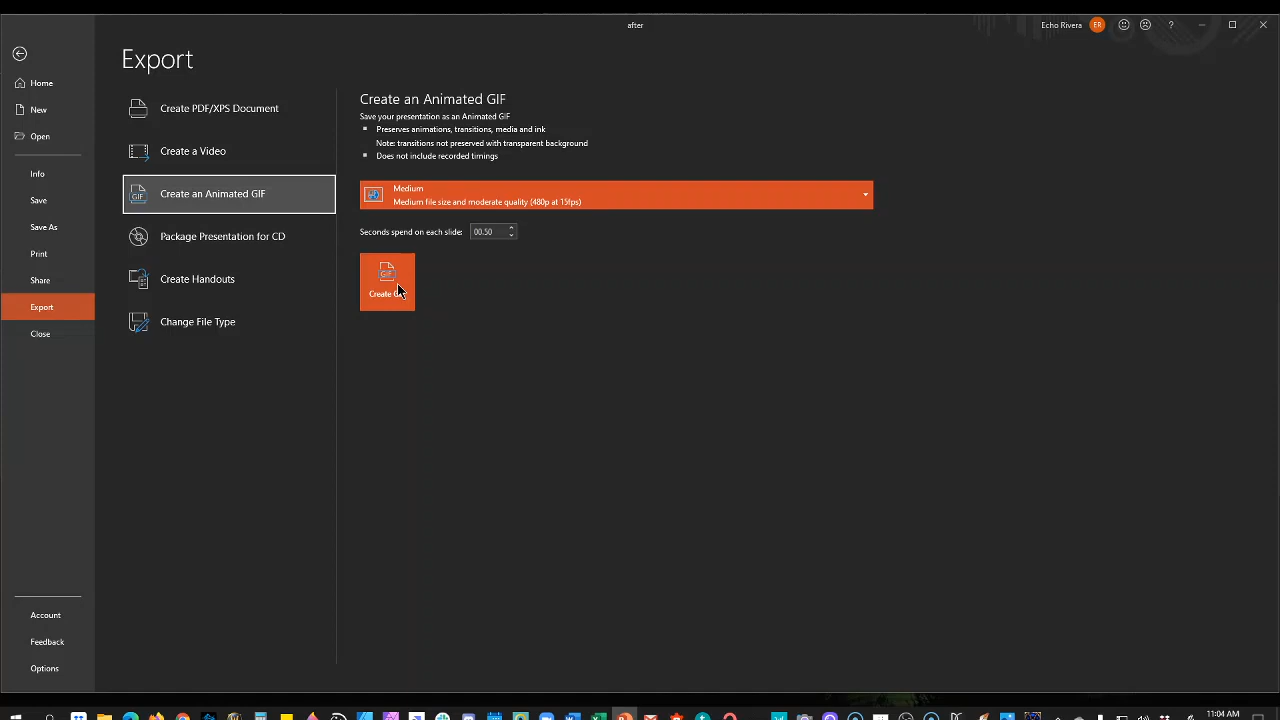 after
Echo Rivera
ER
?
Export
Home
New
Open
Info
Save
Save As
Print
Share
Export
Close
Account
Feedback
Options
Create PDF/XPS Document
Create a Video
GIF
Create an Animated GIF
Package Presentation for CD
Create Handouts
Change File Type
Create an Animated GIF
Save your presentation as an Animated GIF
Preserves animations, transitions, media and ink
Note: transitions not preserved with transparent background
Does not include recorded timings
Medium
Medium file size and moderate quality (480p at 15fps)
Seconds spend on each slide: 00.50
GIF
Create
11:04 AM